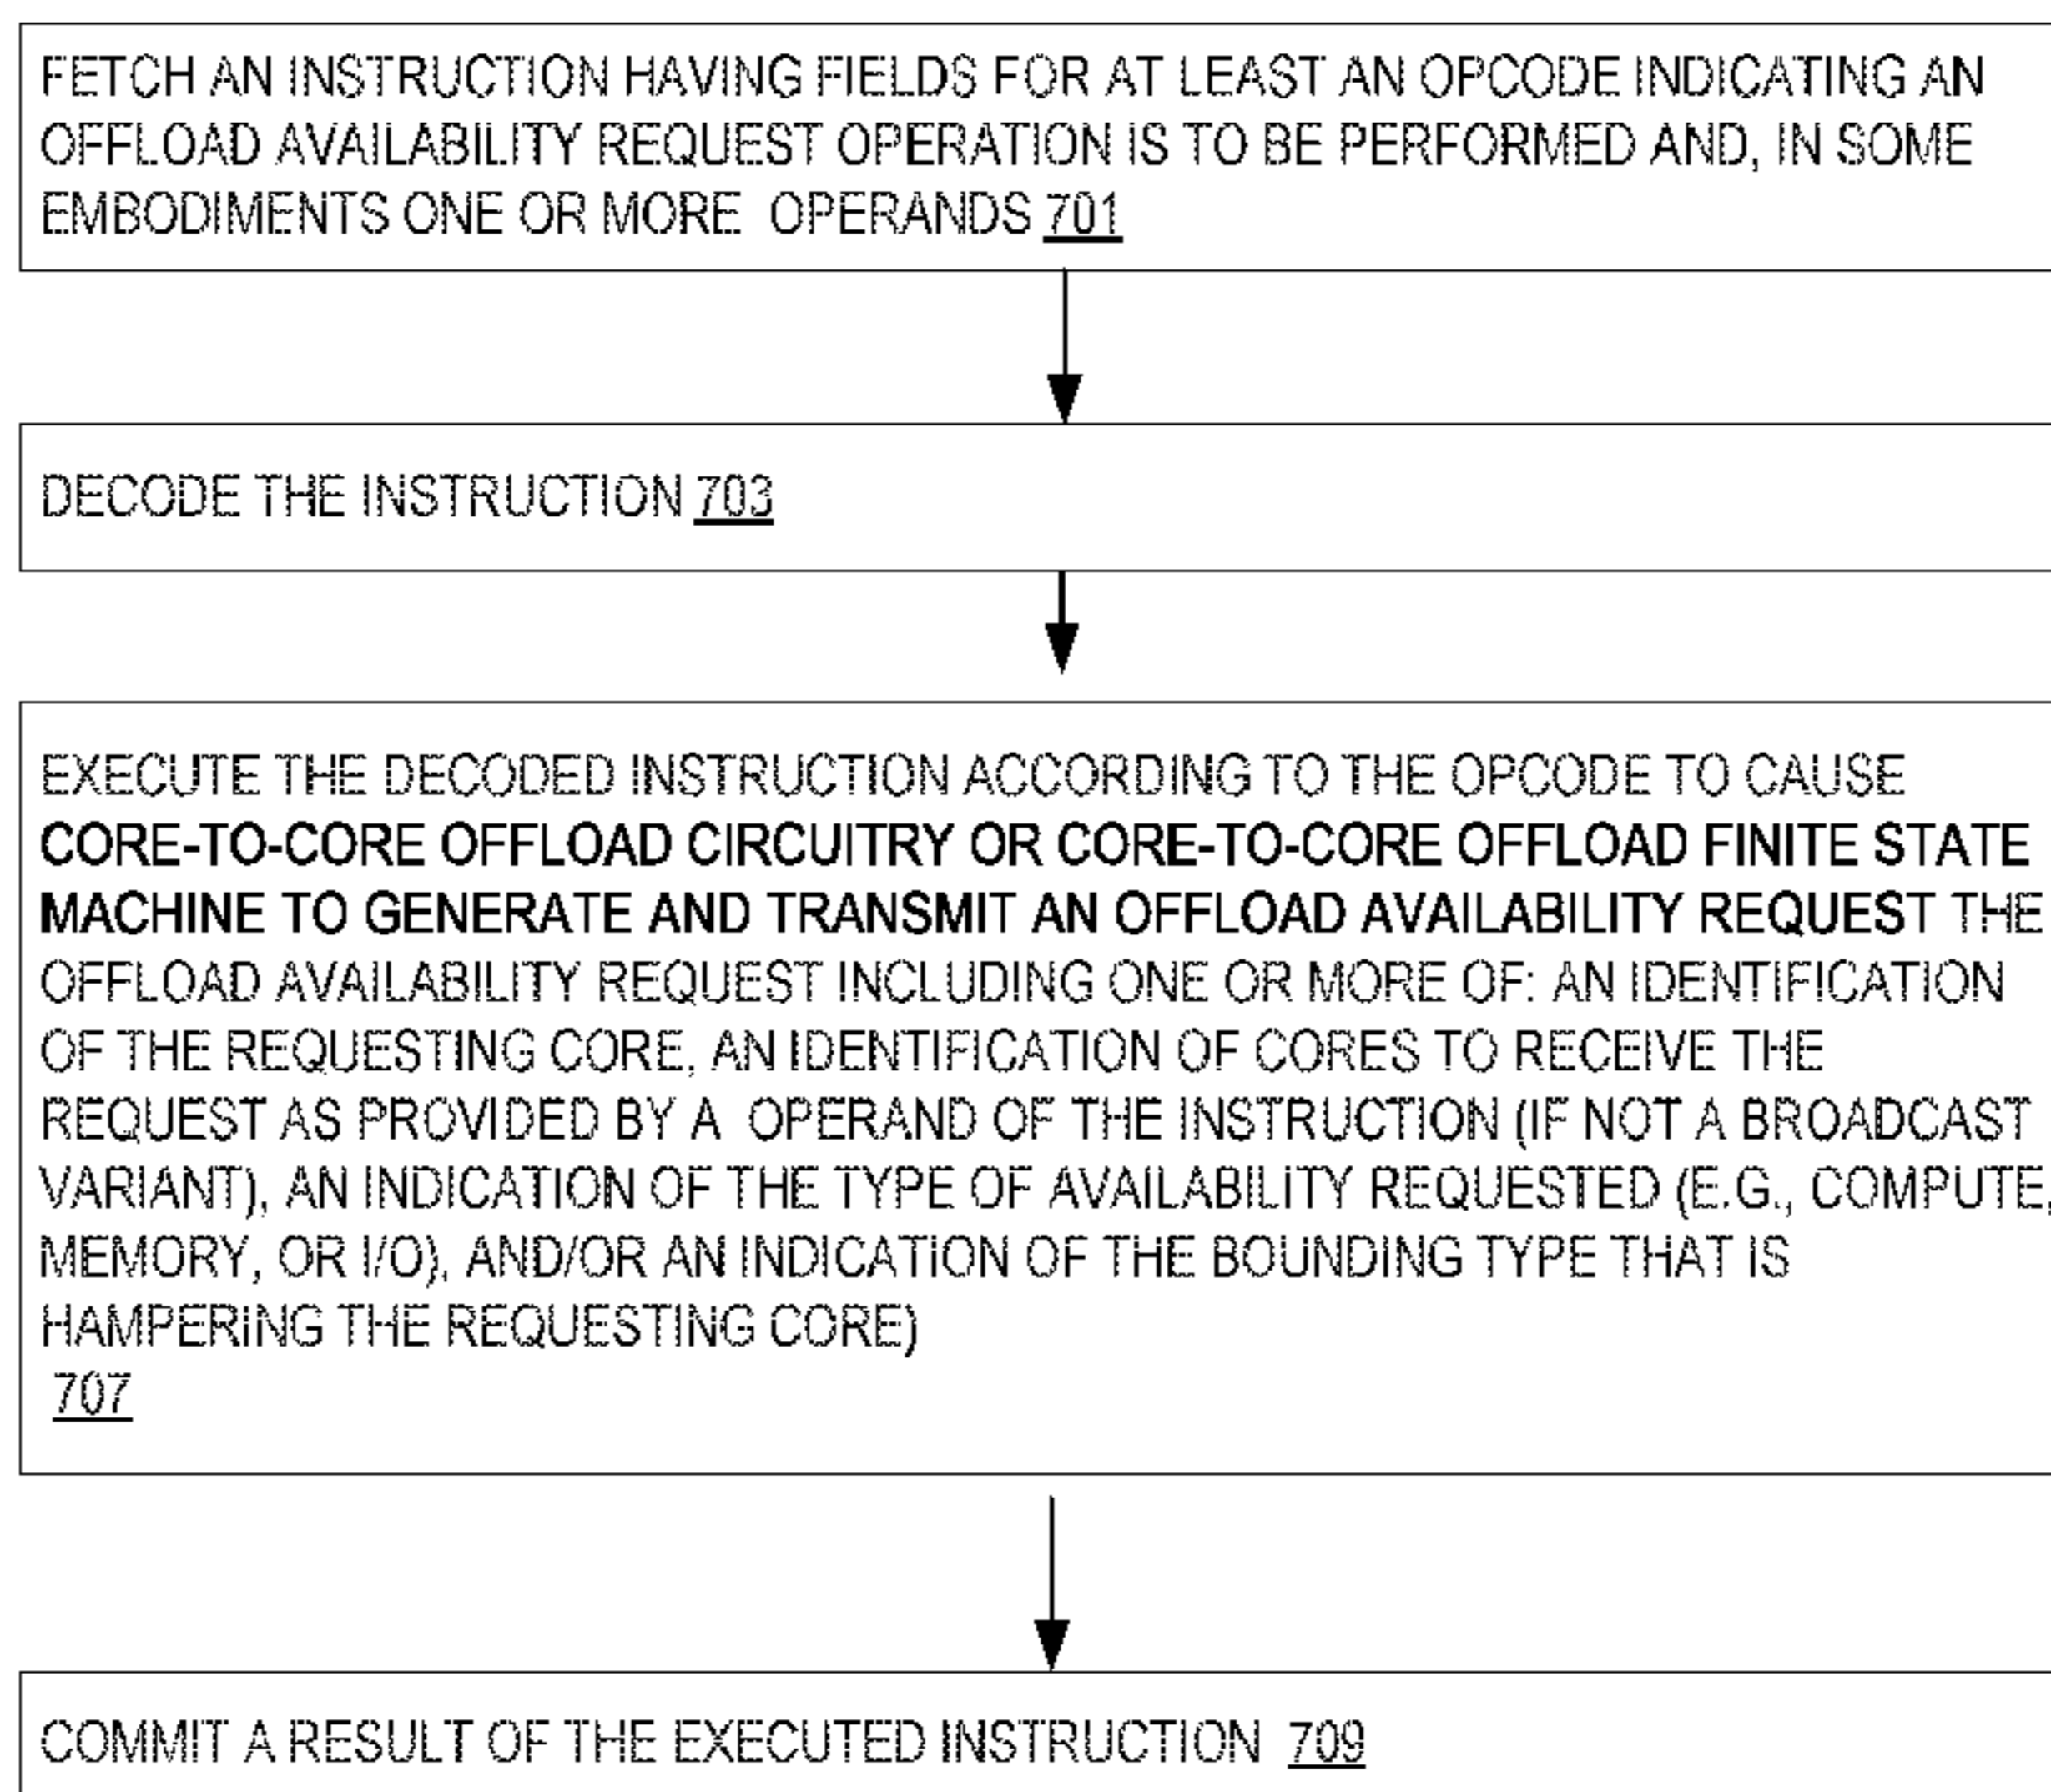 FETCH AN INSTRUCTION HAVING FIELDS FOR AT LEAST AN OPCODE INDICATING AN
OFFLOAD AVAILABILITY REQUEST OPERATION IS TO BE PERFORMED AND, IN SOME
EMBODIMENTS ONE OR MORE OPERANDS 701
DECODE THE INSTRUCTION 703
EXECUTE THE DECODED INSTRUCTION ACCORDING TO THE OPCODE TO CAUSE
CORE-TO-CORE OFFLOAD CIRCUITRY OR CORE-TO-CORE OFFLOAD FINITE STATE
MACHINE TO GENERATE AND TRANSMIT AN OFFLOAD AVAILABILITY REQUEST THE
OFFLOAD AVAILABILITY REQUEST INCLUDING ONE OR MORE OF: AN IDENTIFICATION
OF THE REQUESTING CORE, AN IDENTIFICATION OF CORES TO RECEIVE THE
REQUEST AS PROVIDED BY A OPERAND OF THE INSTRUCTION (IF NOT A BROADCAST
VARIANT), AN INDICATION OF THE TYPE OF AVAILABILITY REQUESTED (E.G., COMPUTE,
MEMORY, OR I/O), AND/OR AN INDICATION OF THE BOUNDING TYPE THAT IS
HAMPERING THE REQUESTING CORE)
707
COMMIT A RESULT OF THE EXECUTED INSTRUCTION 709